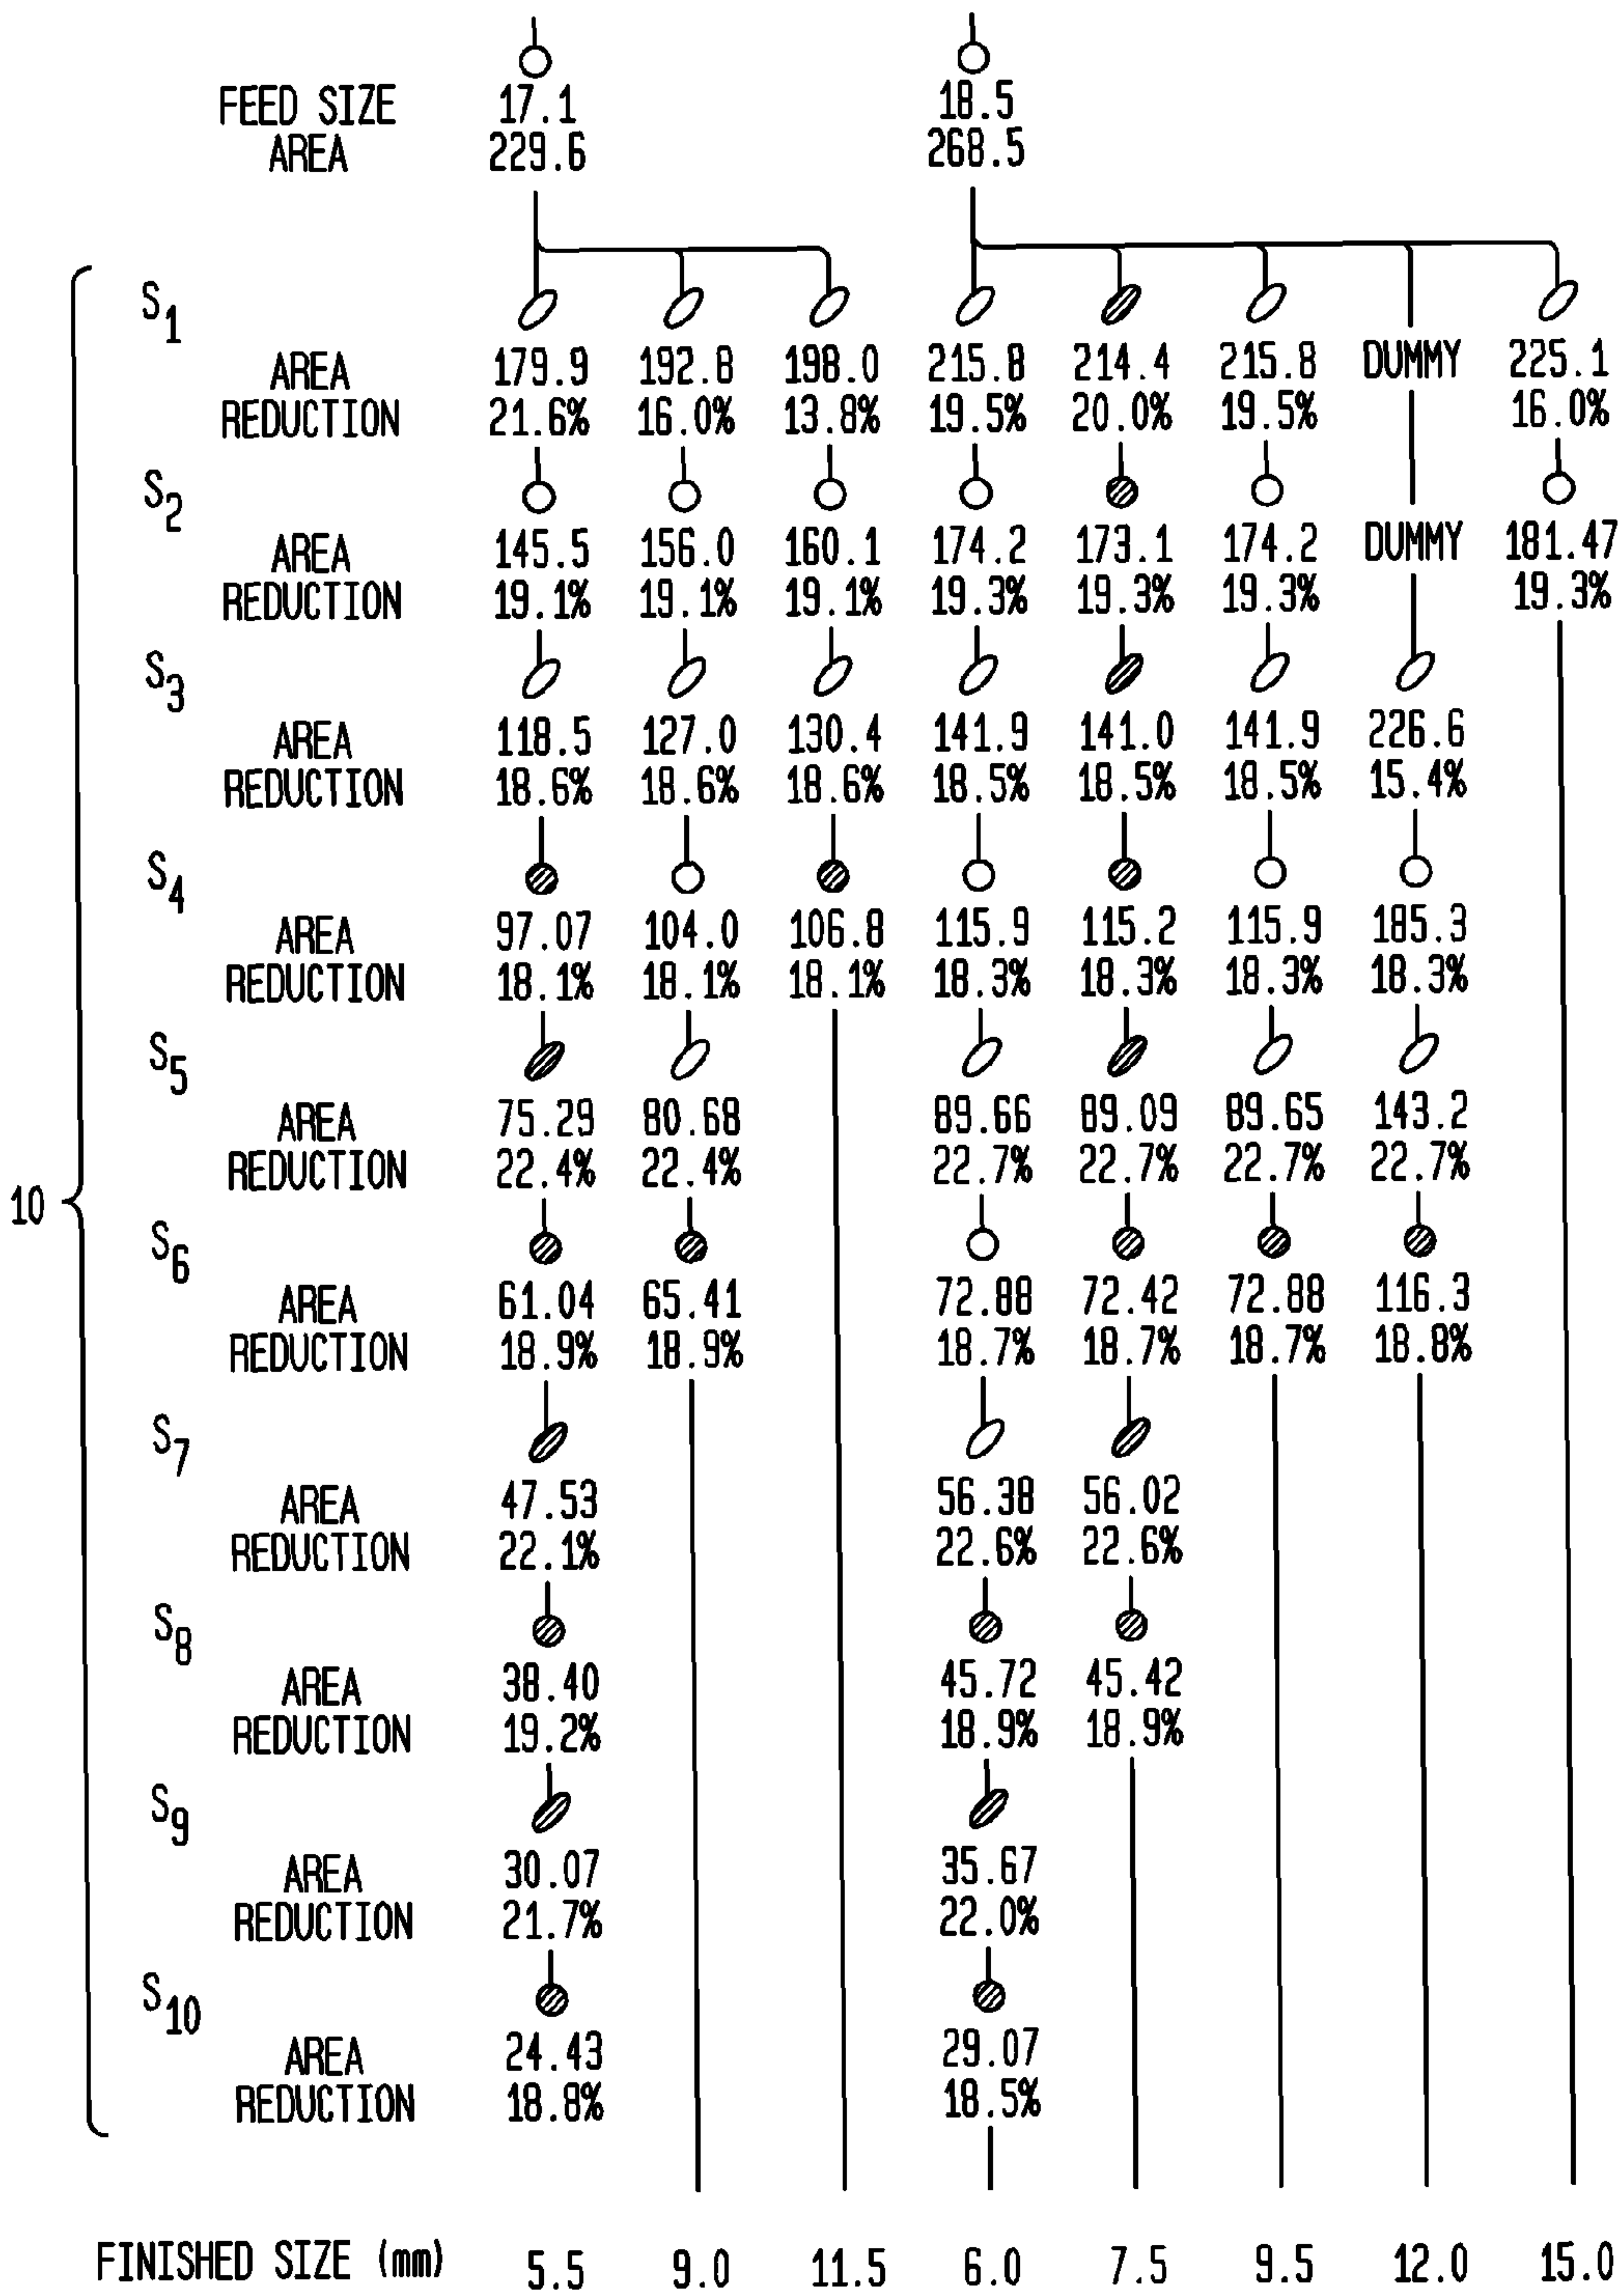 FEED SIZE 17.1 18.5
AREA 229.6 268.5
S1
AREA 179.9 192.8 198.0 215.8 214.4 215.8 DUMMY 225.1
REDUCTION 21.6% 16.0% 13.8% 19.5% 20.0% 19.5% 16.0%
S2
AREA 145.5 156.0 160.1 174.2 173.1 174.2 DUMMY 181.47
REDUCTION 19.1% 19.1% 19.1% 19.3% 19.3% 19.3% 19.3%
S3
AREA 118.5 127.0 130.4 141.9 141.0 141.9 226.6
REDUCTION 18.6% 18.6% 18.6% 18.5% 18.5% 18.5% 15.4%
S4
AREA 97.07 104.0 106.8 115.9 115.2 115.9 185.3
REDUCTION 18.1% 18.1% 18.1% 18.3% 18.3% 18.3% 18.3%
S5
AREA 75.29 80.68 89.66 89.09 89.65 143.2
REDUCTION 22.4% 22.4% 22.7% 22.7% 22.7% 22.7%
10
S6
AREA 61.04 65.41 72.88 72.42 72.88 116.3
REDUCTION 18.9% 18.9% 18.7% 18.7% 18.7% 18.8%
S7
AREA 47.53 56.38 56.02
REDUCTION 22.1% 22.6% 22.6%
S8
AREA 38.40 45.72 45.42
REDUCTION 19.2% 18.9% 18.9%
S9
AREA 30.07 35.67
REDUCTION 21.7% 22.0%
S10
AREA 24.43 29.07
REDUCTION 18.8% 18.5%
FINISHED SIZE (mm) 5.5 9.0 11.5 6.0 7.5 9.5 12.0 15.0